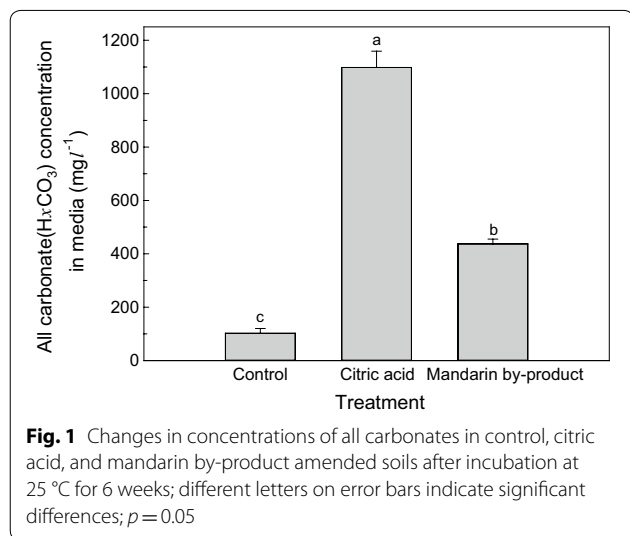 All carbonate(HxCO₃) concentration
in media (mgl⁻¹)
1200
1000
800
600
400
200
0
c
a
b
Control
Citric acid
Mandarin by-product
Treatment
Fig. 1 Changes in concentrations of all carbonates in control, citric
acid, and mandarin by-product amended soils after incubation at
25 °C for 6 weeks; different letters on error bars indicate significant
differences; p = 0.05